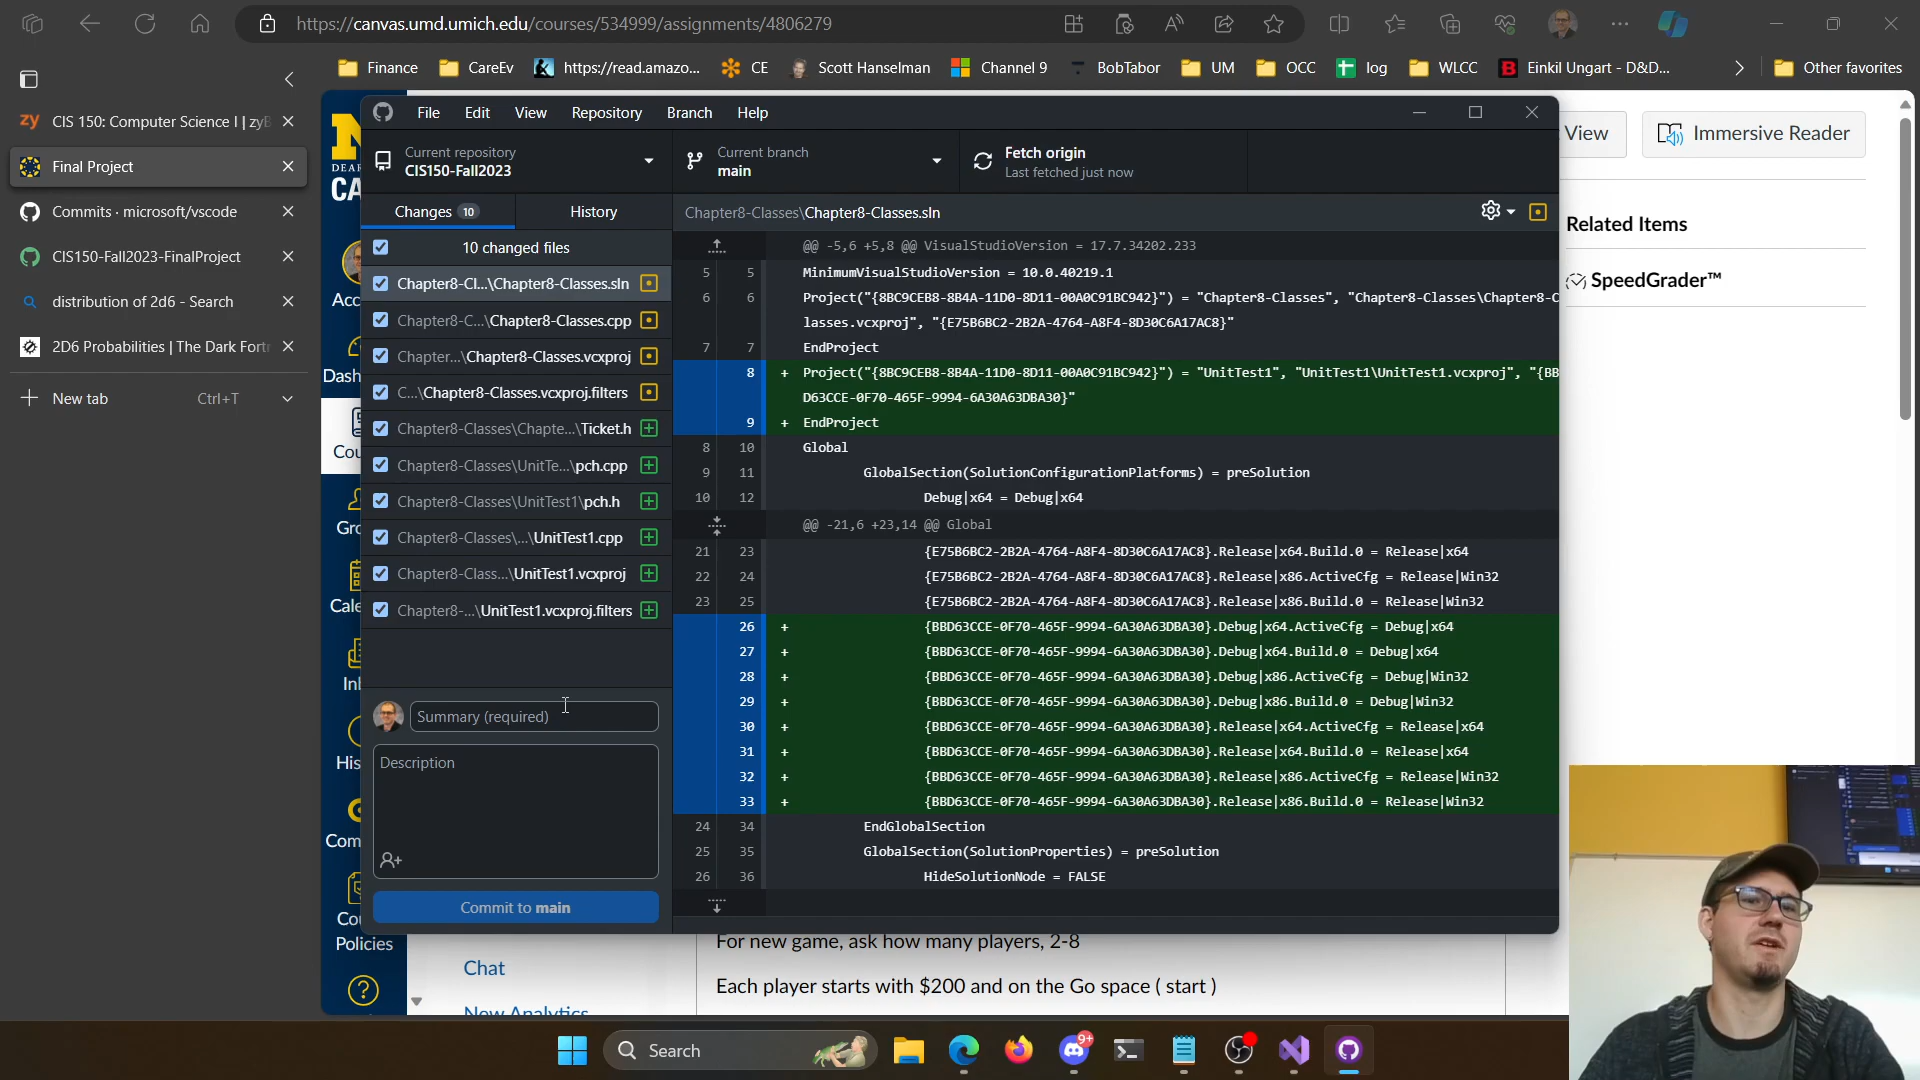 https://canvas.umd.umich.edu/courses/534999/assignments/4806279
Finance
CareEv
https://read.amazo...
CE
Scott Hanselman
Channel 9
BobTabor
UM
OCC
log
WLCC
Einkil Ungart - D&D...
Other favorites
zy CIS 150: Computer Science I | zyB
Final Project
Commits · microsoft/vscode
CIS150-Fall2023-FinalProject
distribution of 2d6 - Search
2D6 Probabilities | The Dark Fortr
New tab Ctrl+T
DEAR
CA
Acc
Dash
Cou
Gro
Cale
Inb
His
Com
Cou
Policies
File Edit View Repository Branch Help
Current repository
CIS150-Fall2023
Current branch
main
Fetch origin
Last fetched just now
Changes 10
History
Chapter8-Classes\Chapter8-Classes.sln
10 changed files
Chapter8-Cl...\Chapter8-Classes.sln
Chapter8-C...\Chapter8-Classes.cpp
Chapter...\Chapter8-Classes.vcxproj
C...\Chapter8-Classes.vcxproj.filters
Chapter8-Classes\Chapte...\Ticket.h
Chapter8-Classes\UnitTe...\pch.cpp
Chapter8-Classes\UnitTest1\pch.h
Chapter8-Classes\...\UnitTest1.cpp
Chapter8-Class...\UnitTest1.vcxproj
Chapter8-...\UnitTest1.vcxproj.filters
Summary (required)
Description
Commit to main
@@ -5,6 +5,8 @@ VisualStudioVersion = 17.7.34202.233
5 5 MinimumVisualStudioVersion = 10.0.40219.1
6 6 Project("{8BC9CEB8-8B4A-11D0-8D11-00A0C91BC942}") = "Chapter8-Classes", "Chapter8-Classes\Chapter8-C
lasses.vcxproj", "{E75B6BC2-2B2A-4764-A8F4-8D30C6A17AC8}"
7 7 EndProject
8 + Project("{8BC9CEB8-8B4A-11D0-8D11-00A0C91BC942}") = "UnitTest1", "UnitTest1\UnitTest1.vcxproj", "{BB
D63CCE-0F70-465F-9994-6A30A63DBA30}"
9 + EndProject
8 10 Global
9 11 GlobalSection(SolutionConfigurationPlatforms) = preSolution
10 12 Debug|x64 = Debug|x64
@@ -21,6 +23,14 @@ Global
21 23 {E75B6BC2-2B2A-4764-A8F4-8D30C6A17AC8}.Release|x64.Build.0 = Release|x64
22 24 {E75B6BC2-2B2A-4764-A8F4-8D30C6A17AC8}.Release|x86.ActiveCfg = Release|Win32
23 25 {E75B6BC2-2B2A-4764-A8F4-8D30C6A17AC8}.Release|x86.Build.0 = Release|Win32
26 + {BBD63CCE-0F70-465F-9994-6A30A63DBA30}.Debug|x64.ActiveCfg = Debug|x64
27 + {BBD63CCE-0F70-465F-9994-6A30A63DBA30}.Debug|x64.Build.0 = Debug|x64
28 + {BBD63CCE-0F70-465F-9994-6A30A63DBA30}.Debug|x86.ActiveCfg = Debug|Win32
29 + {BBD63CCE-0F70-465F-9994-6A30A63DBA30}.Debug|x86.Build.0 = Debug|Win32
30 + {BBD63CCE-0F70-465F-9994-6A30A63DBA30}.Release|x64.ActiveCfg = Release|x64
31 + {BBD63CCE-0F70-465F-9994-6A30A63DBA30}.Release|x64.Build.0 = Release|x64
32 + {BBD63CCE-0F70-465F-9994-6A30A63DBA30}.Release|x86.ActiveCfg = Release|Win32
33 + {BBD63CCE-0F70-465F-9994-6A30A63DBA30}.Release|x86.Build.0 = Release|Win32
24 34 EndGlobalSection
25 35 GlobalSection(SolutionProperties) = preSolution
26 36 HideSolutionNode = FALSE
View
Immersive Reader
Related Items
SpeedGrader™
Chat
New Analytics
For new game, ask how many players, 2-8
Each player starts with $200 and on the Go space ( start )
Search
9+